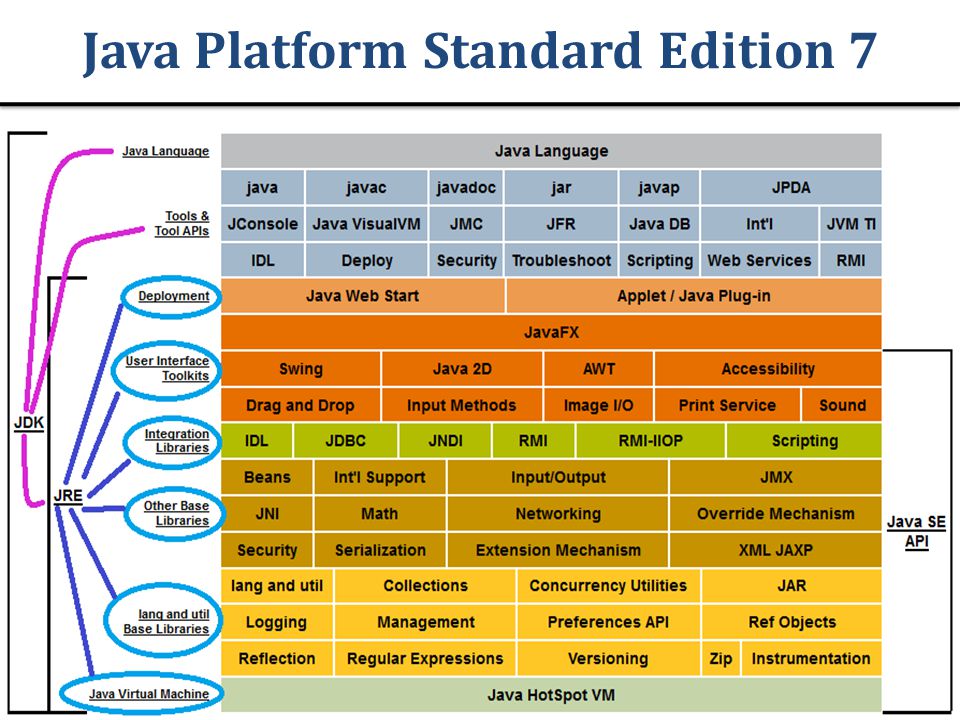 Java Platform Standard Edition 7
Java Language
Java Language
Tools &
Tool APIs
java javac javadoc jar javap JPDA
JConsole Java VisualVM JMC JFR Java DB Int'l JVM TI
IDL Deploy Security Troubleshoot Scripting Web Services RMI
Deployment
Java Web Start Applet / Java Plug-in
JavaFX
User Interface
Toolkits
Swing Java 2D AWT Accessibility
Drag and Drop Input Methods Image I/O Print Service Sound
JDK
Integration
Libraries
IDL JDBC JNDI RMI RMI-IIOP Scripting
JRE
Other Base
Libraries
Beans Int'l Support Input/Output JMX
JNI Math Networking Override Mechanism
Security Serialization Extension Mechanism XML JAXP
Java SE
API
lang and util
Base Libraries
lang and util Collections Concurrency Utilities JAR
Logging Management Preferences API Ref Objects
Reflection Regular Expressions Versioning Zip Instrumentation
Java Virtual Machine
Java HotSpot VM